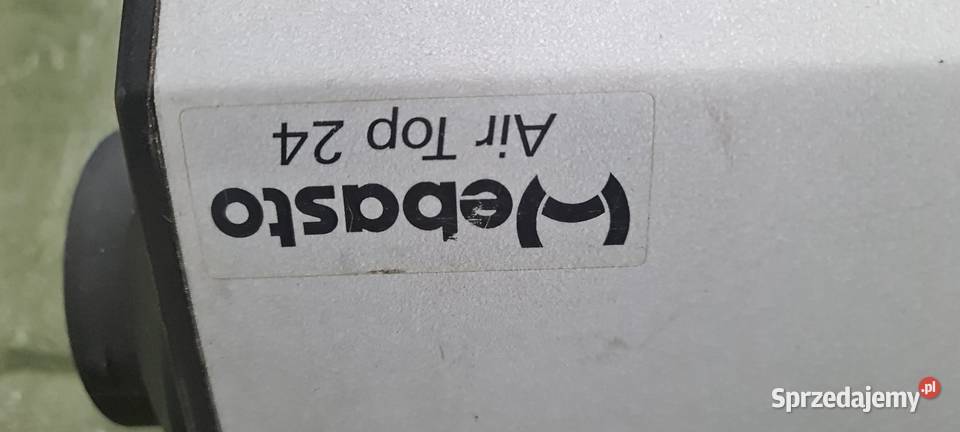 Webasto
Air Top 24
Sprzedajemy.pl